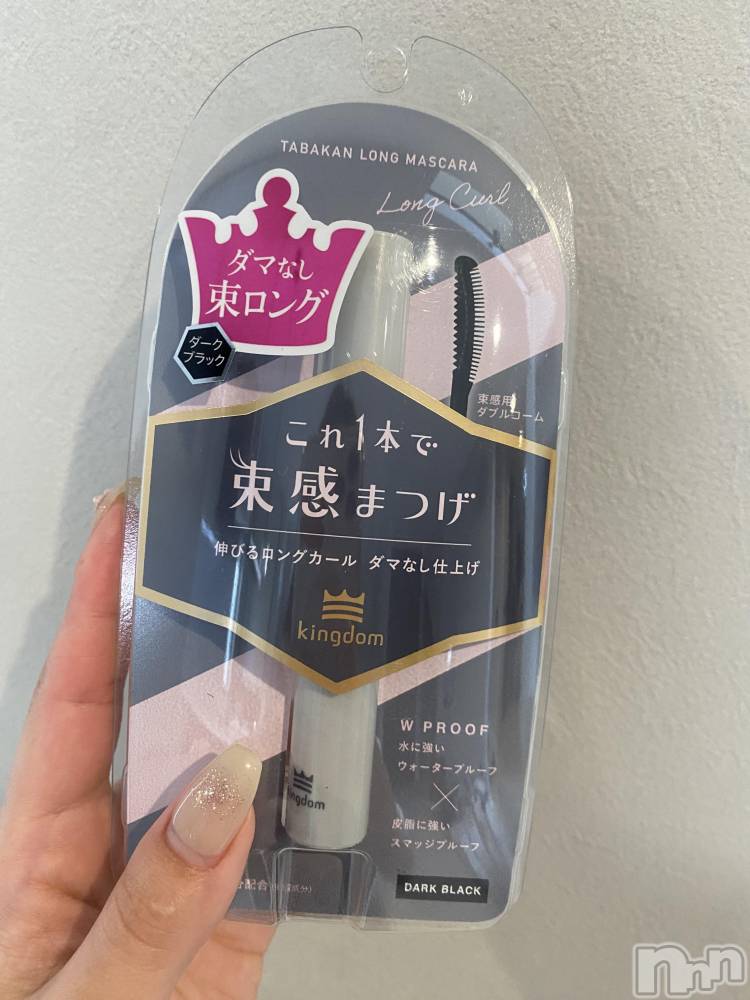 TABAKAN LONG MASCARA
Long Curl
ダマなし
束ロング
ダーク
ブラック
束感用
ダブルコーム
これ1本で
束感まつげ
伸びるロングカール ダマなし仕上げ
kingdom
W PROOF
水に強い
ウォータープルーフ
×
皮脂に強い
スマッジプルーフ
kingdom
配合
DARK BLACK
nnn